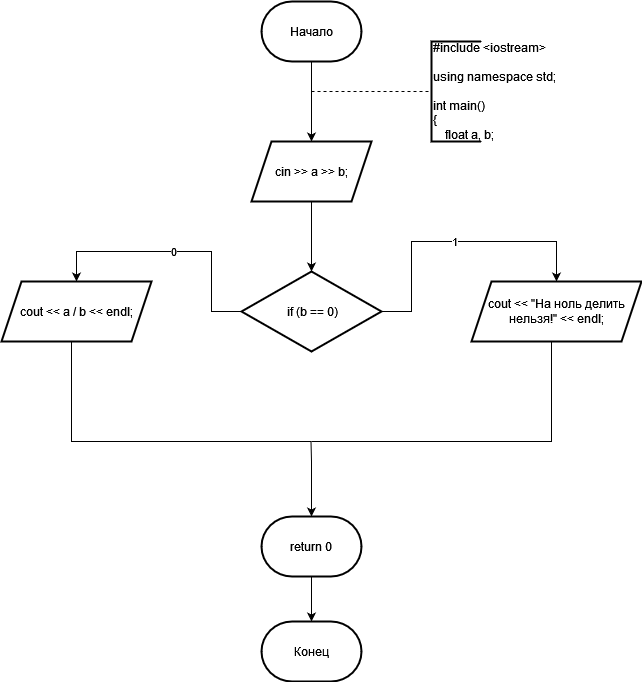 Начало
#include <iostream>
using namespace std;
int main()
{
float a, b;
cin >> a >> b;
0
1
cout << a / b << endl;
if (b == 0)
cout << "На ноль делить
нельзя!" << endl;
return 0
Конец